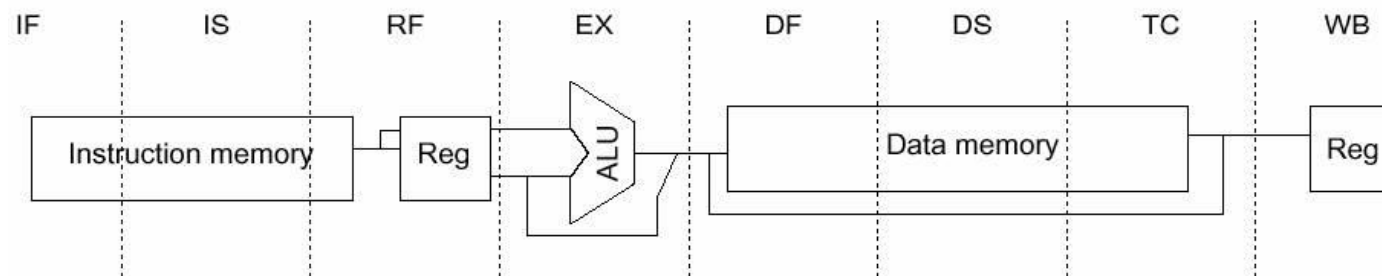 IF IS RF EX DF DS TC WB
Instruction memory Reg ALU Data memory Reg